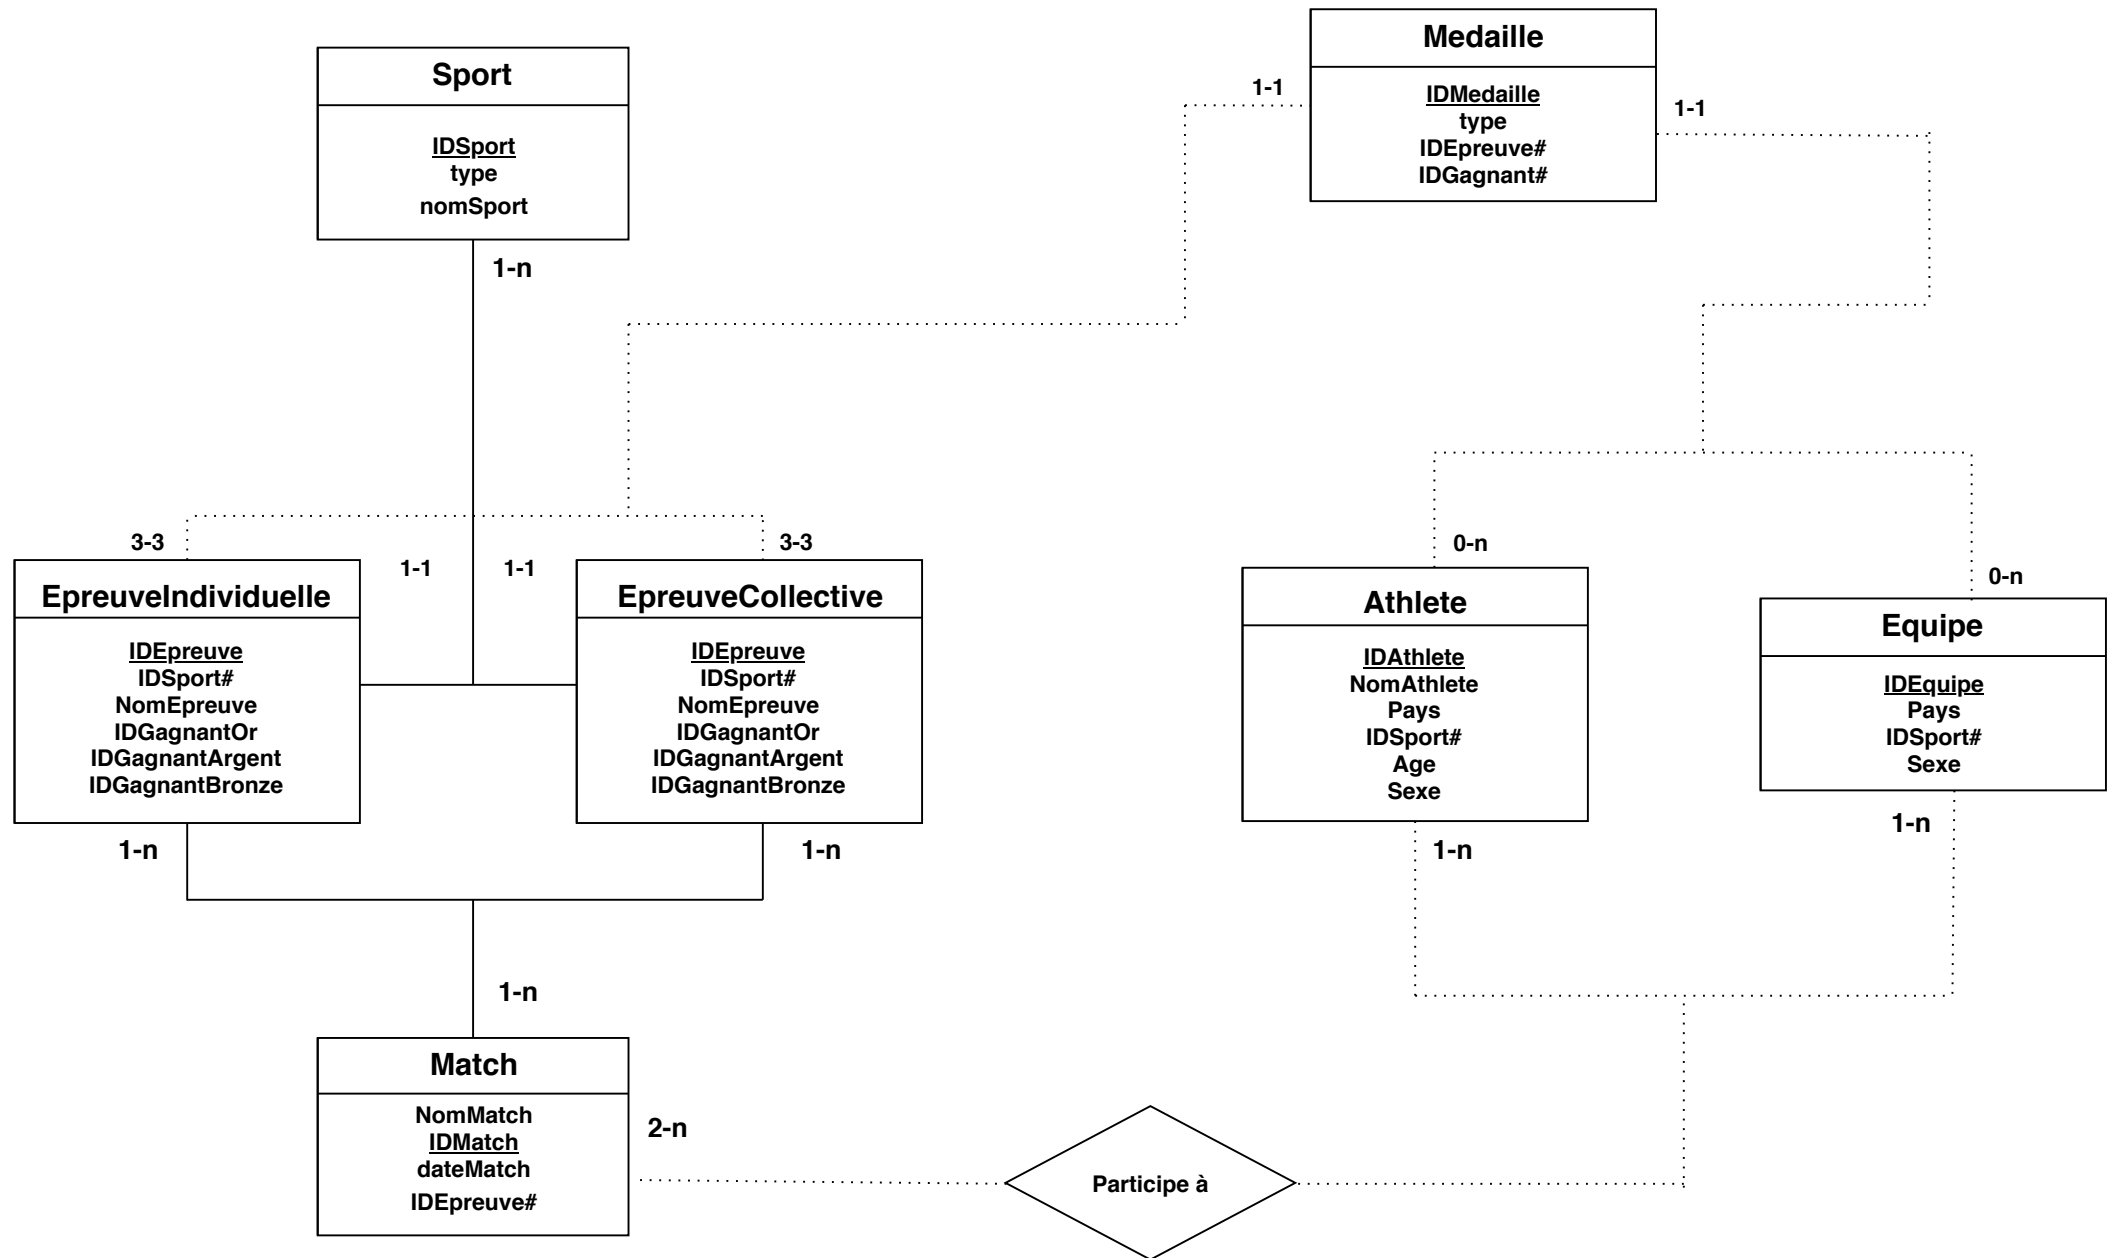 Medaille
1-1
IDMedaille
type
IDEpreuve#
IDGagnant#
1-1
Sport
IDSport
type
nomSport
1-n
3-3
3-3
1-1
1-1
EpreuveIndividuelle
IDEpreuve
IDSport#
NomEpreuve
IDGagnantOr
IDGagnantArgent
IDGagnantBronze
1-n
EpreuveCollective
IDEpreuve
IDSport#
NomEpreuve
IDGagnantOr
IDGagnantArgent
IDGagnantBronze
1-n
0-n
Athlete
IDAthlete
NomAthlete
Pays
IDSport#
Age
Sexe
1-n
0-n
Equipe
IDEquipe
Pays
IDSport#
Sexe
1-n
1-n
Match
NomMatch
IDMatch
dateMatch
IDEpreuve#
2-n
Participe à